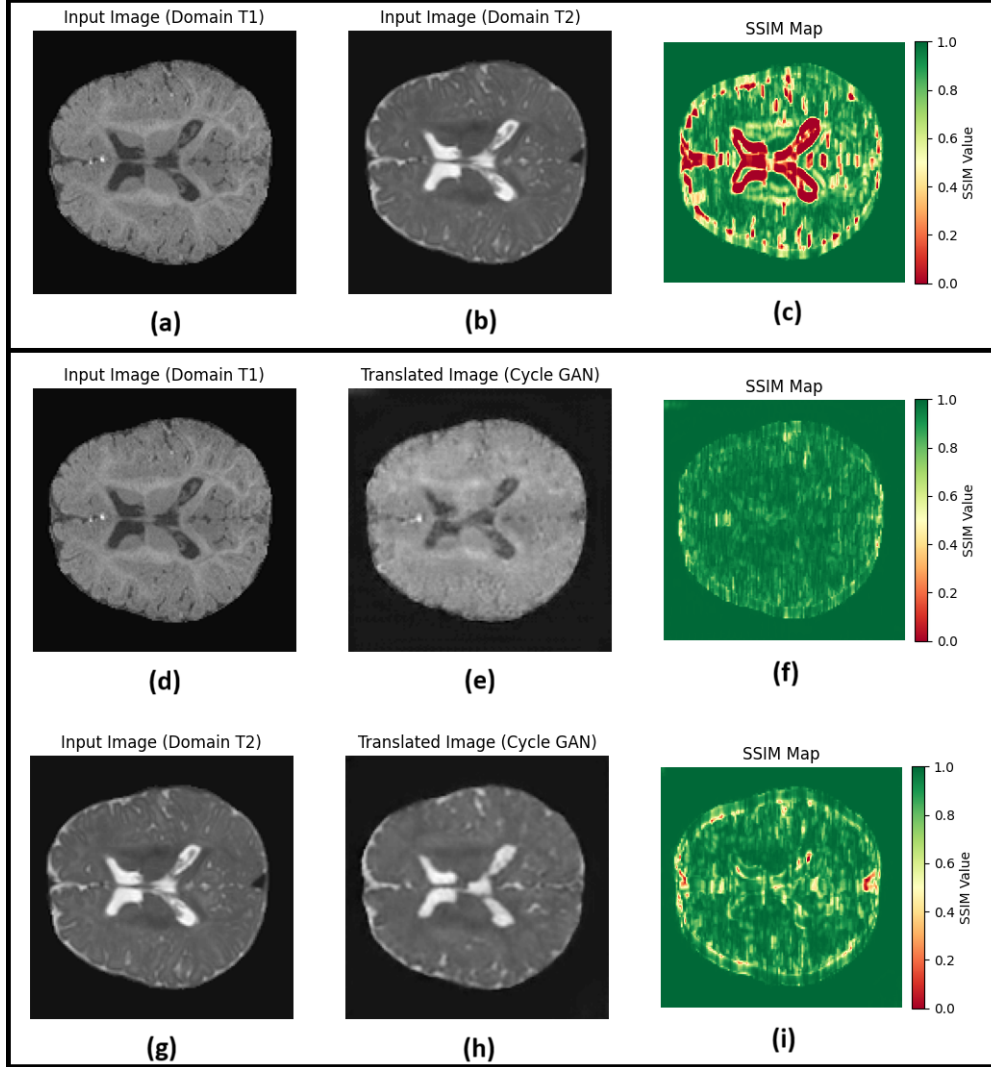 Input Image (Domain T1)
Input Image (Domain T2)
SSIM Map
1.0
0.8
0.6
0.4
0.2
0.0
SSIM Value
(a)
(b)
(c)
Input Image (Domain T1)
Translated Image (Cycle GAN)
SSIM Map
1.0
0.8
0.6
0.4
0.2
0.0
SSIM Value
(d)
(e)
(f)
Input Image (Domain T2)
Translated Image (Cycle GAN)
SSIM Map
1.0
0.8
0.6
0.4
0.2
0.0
SSIM Value
(g)
(h)
(i)